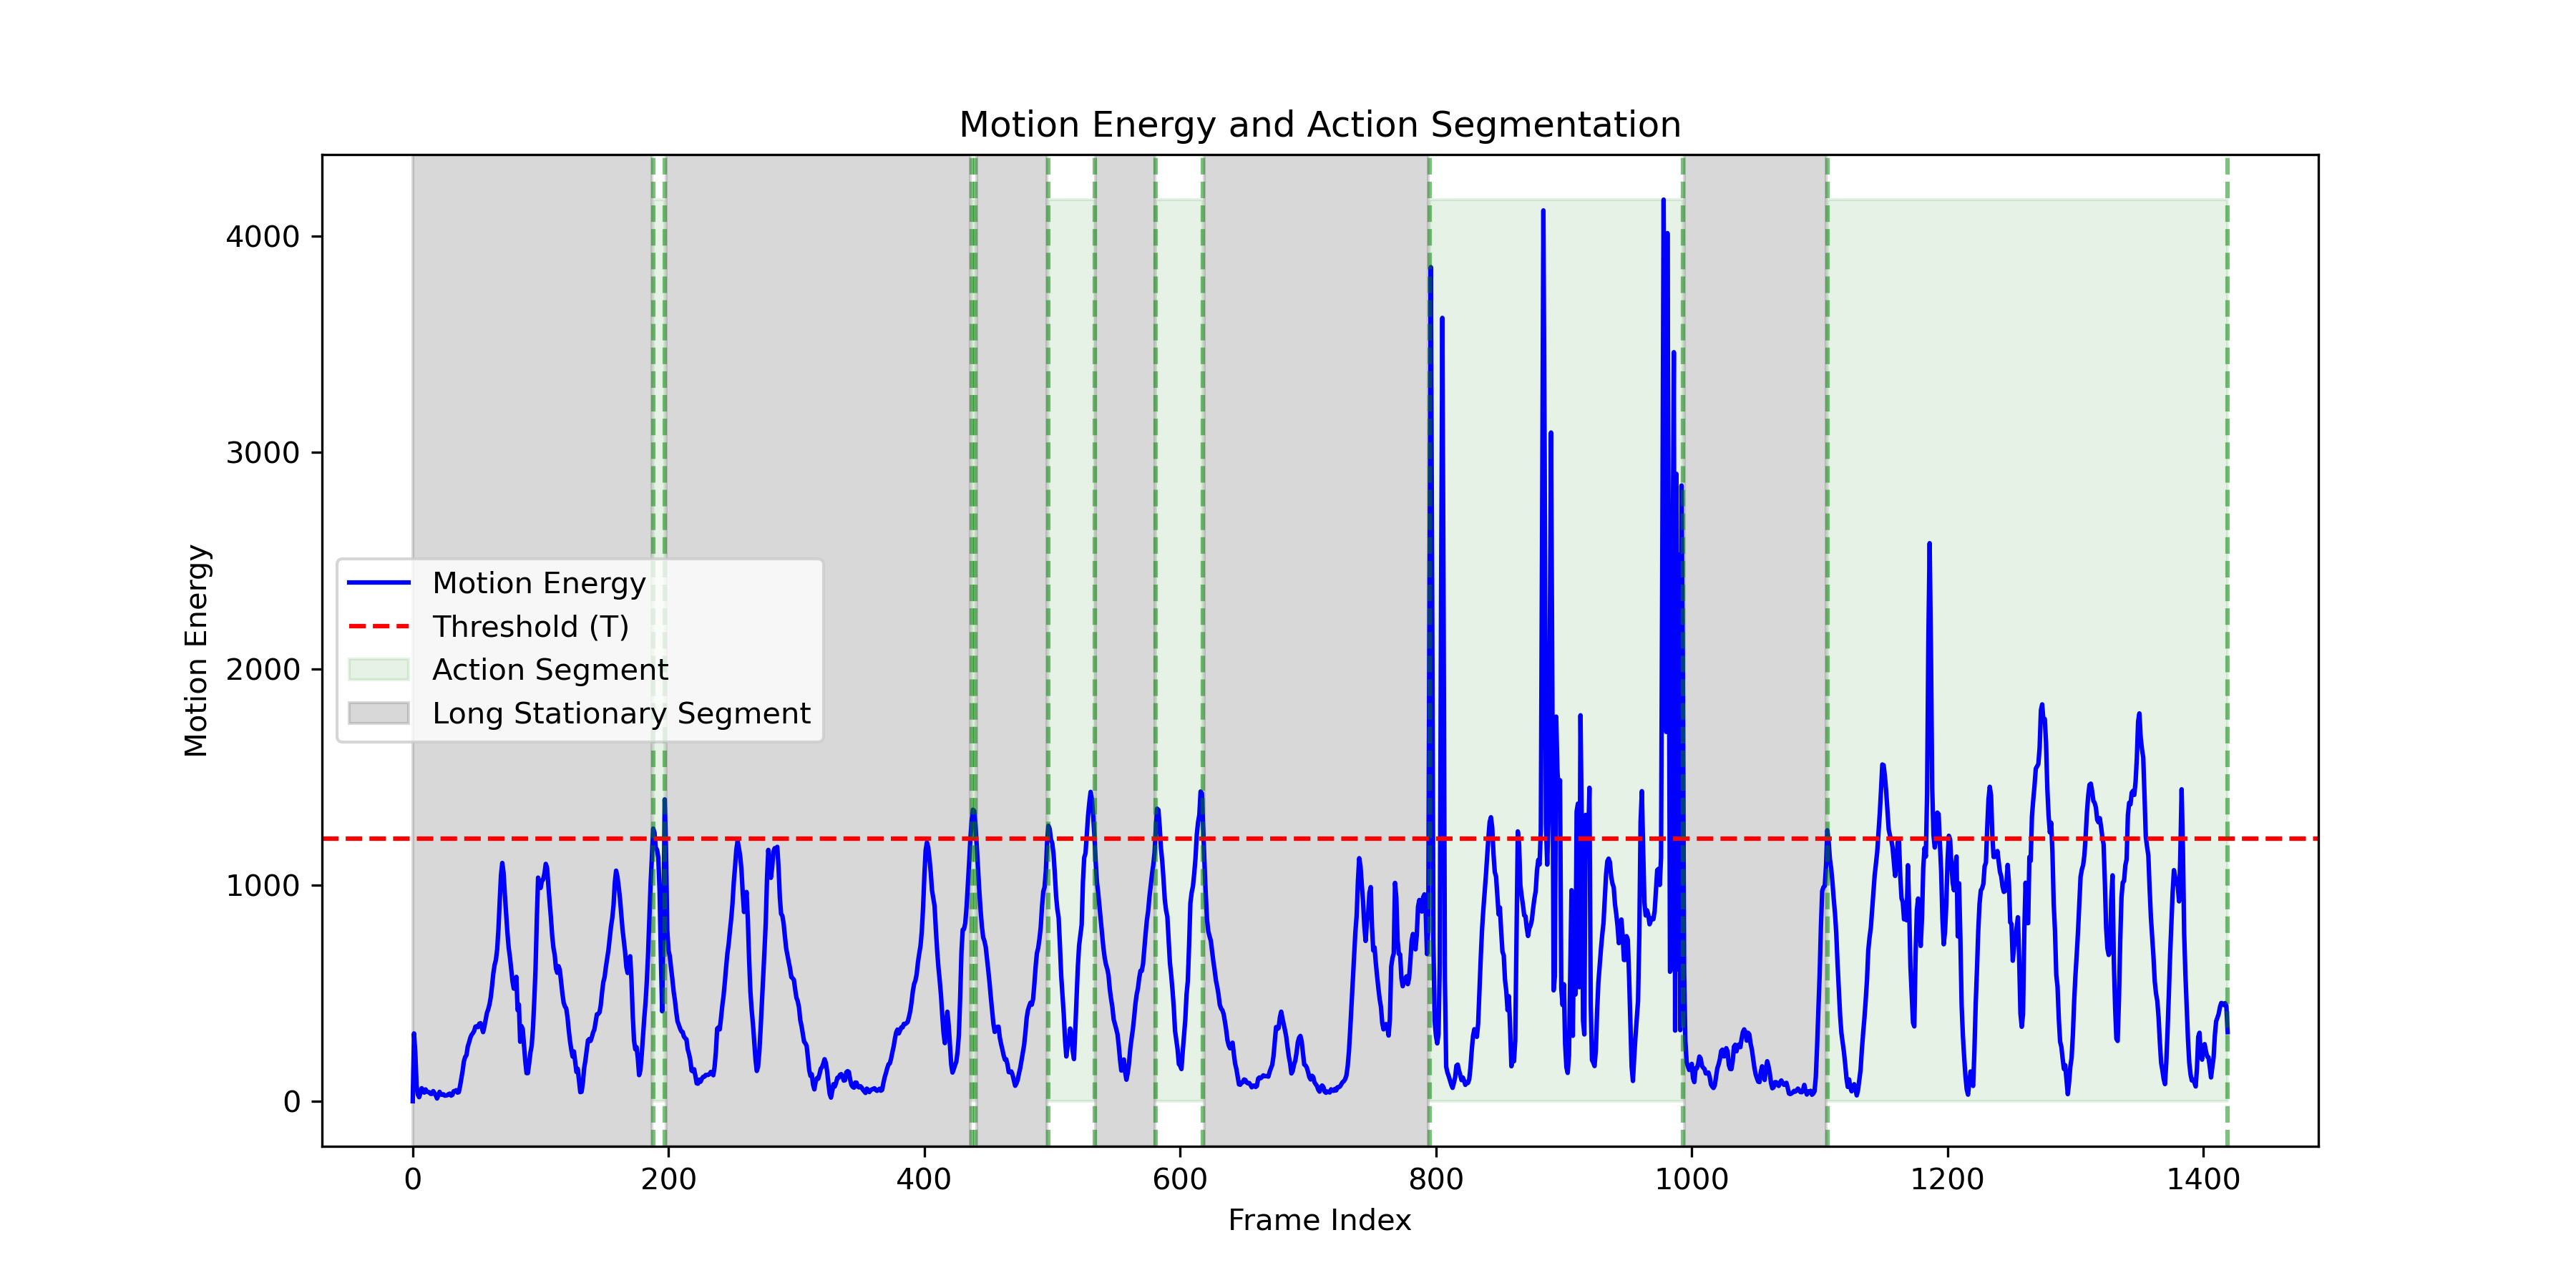 Motion Energy and Action Segmentation
Motion Energy
4000
3000
2000
1000
0
Motion Energy
Threshold (T)
Action Segment
Long Stationary Segment
0 200 400 600 800 1000 1200 1400
Frame Index